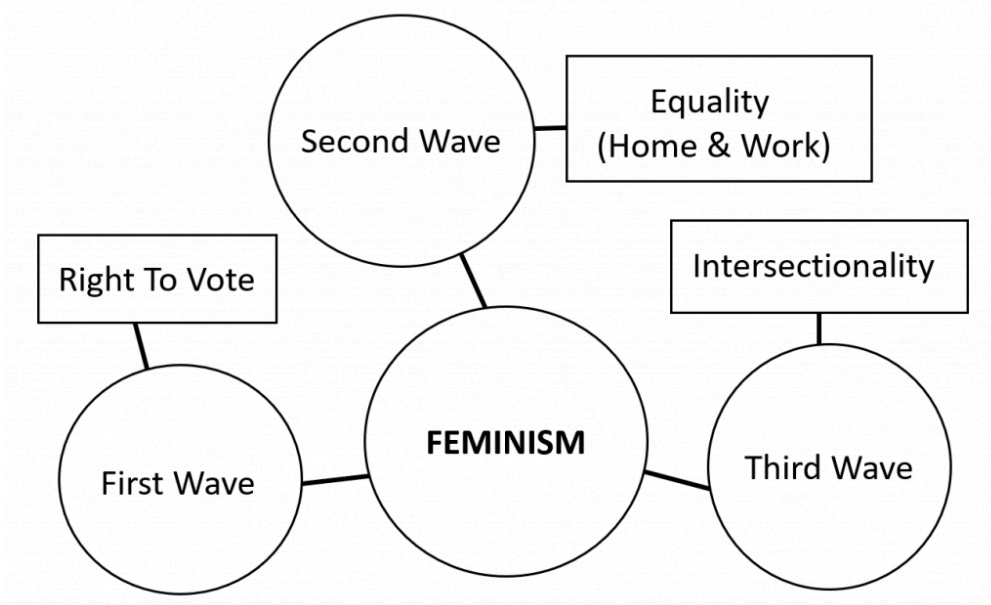 Second Wave
Equality
(Home & Work)
Right To Vote
Intersectionality
FEMINISM
First Wave
Third Wave